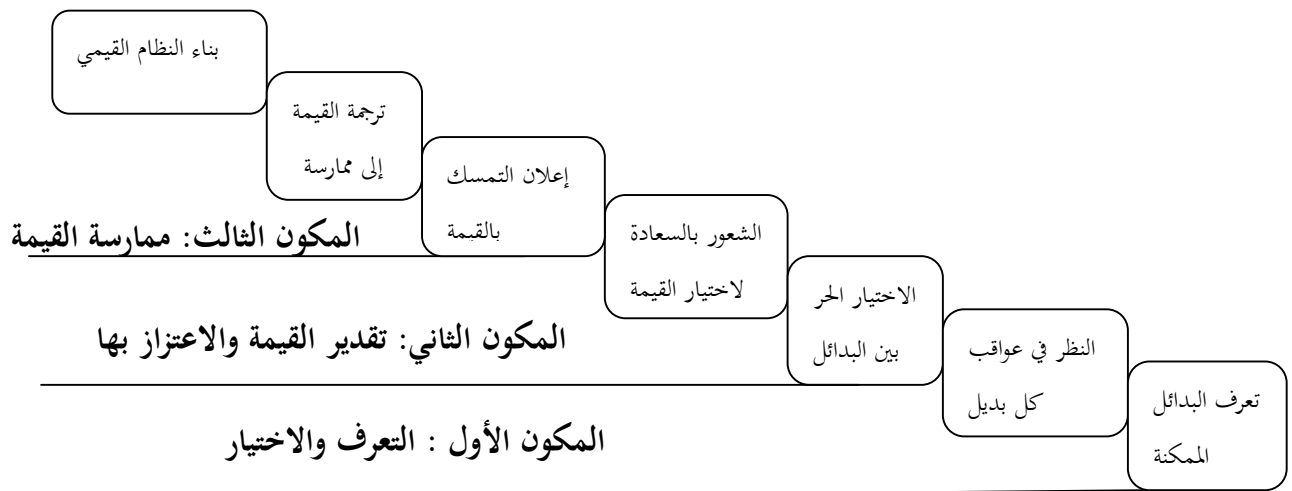 بناء النظام القيمي
ترجمة القيمة
إلى ممارسة
إعلان التمسك
بالقيمة
المكون الثالث: ممارسة القيمة
الشعور بالسعادة
لاختيار القيمة
الاختيار الحر
بين البدائل
المكون الثاني: تقدير القيمة والاعتزاز بها
النظر في عواقب
كل بديل
تعرف البدائل
الممكنة
المكون الأول : التعرف والاختيار